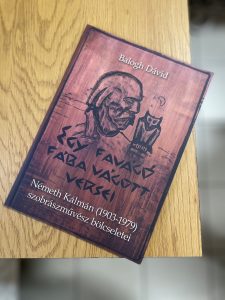 Balogh Dávid
EGY FAVÁGÓ
FÁBA VÁGOTT
VERSEI
Németh Kálmán (1903-1979)
szobrászművész bölcseletei